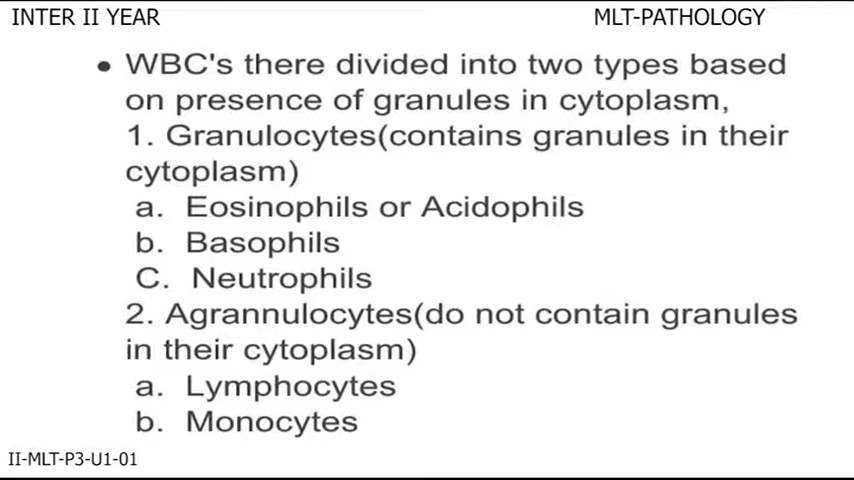 INTER II YEAR
MLT-PATHOLOGY
• WBC's there divided into two types based
on presence of granules in cytoplasm,
1. Granulocytes(contains granules in their
cytoplasm)
a. Eosinophils or Acidophils
b. Basophils
C. Neutrophils
2. Agrannulocytes(do not contain granules
in their cytoplasm)
a. Lymphocytes
b. Monocytes
II-MLT-P3-U1-01